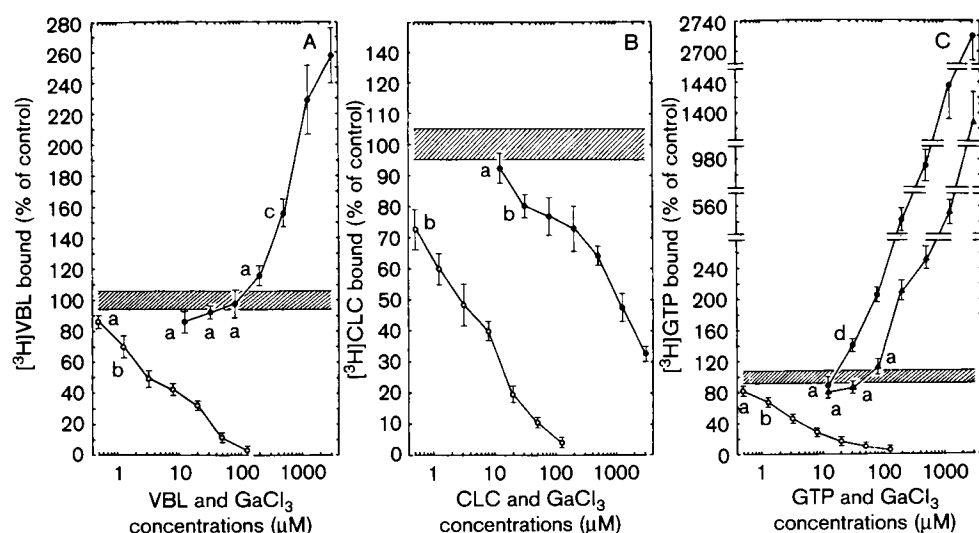 A
[³H]VBL bound (% of control)
280
260
240
220
200
180
160
140
120
100
80
60
40
20
0
a
b
a
a
a
a
c
1
10
100
1000
VBL and GaCl₃
concentrations (μM)
B
[³H]CLC bound (% of control)
140
130
120
110
100
90
80
70
60
50
40
30
20
10
0
b
a
b
1
10
100
1000
CLC and GaCl₃
concentrations (μM)
C
[³H]GTP bound (% of control)
2740
2700
1440
1400
980
560
240
200
160
120
80
40
0
a
b
a
a
a
a
d
1
10
100
1000
GTP and GaCl₃
concentrations (μM)